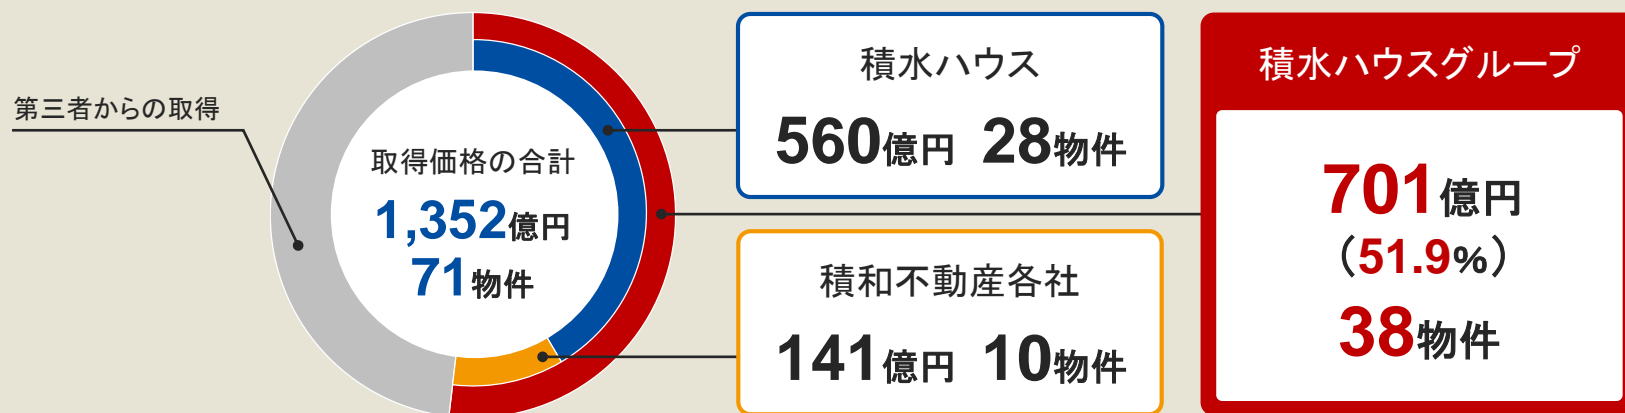 第三者からの取得
取得価格の合計
1,352億円
71物件
積水ハウス
560億円 28物件
積和不動産各社
141億円 10物件
積水ハウスグループ
701億円
（51.9％）
38物件